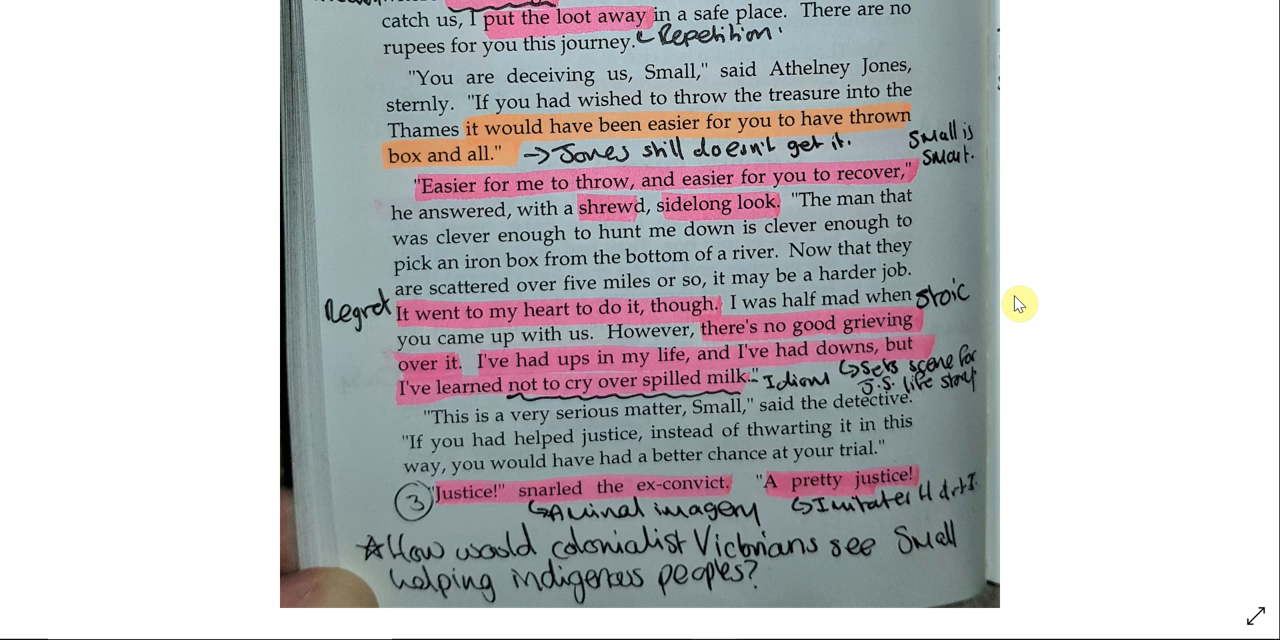 catch us, I put the loot away in a safe place. There are no
rupees for you this journey." Repetition.
"You are deceiving us, Small," said Athelney Jones,
sternly. "If you had wished to throw the treasure into the
Thames it would have been easier for you to have thrown
box and all." → Jones still doesn't get it.
Small is
smart.
"Easier for me to throw, and easier for you to recover,"
he answered, with a shrewd, sidelong look. "The man that
was clever enough to hunt me down is clever enough to
pick an iron box from the bottom of a river. Now that they
are scattered over five miles or so, it may be a harder job.
Regret It went to my heart to do it, though. I was half mad when stoic
you came up with us. However, there's no good grieving
over it. I've had ups in my life, and I've had downs, but
↳ Sets scene for
J.S. life story
I've learned not to cry over spilled milk." - Idioms
"This is a very serious matter, Small," said the detective.
"If you had helped justice, instead of thwarting it in this
way, you would have had a better chance at your trial."
③ "Justice!" snarled the ex-convict. "A pretty justice!
↳ Animal imagery
☆ How would colonialist Victorians see Small
helping indigenous peoples?